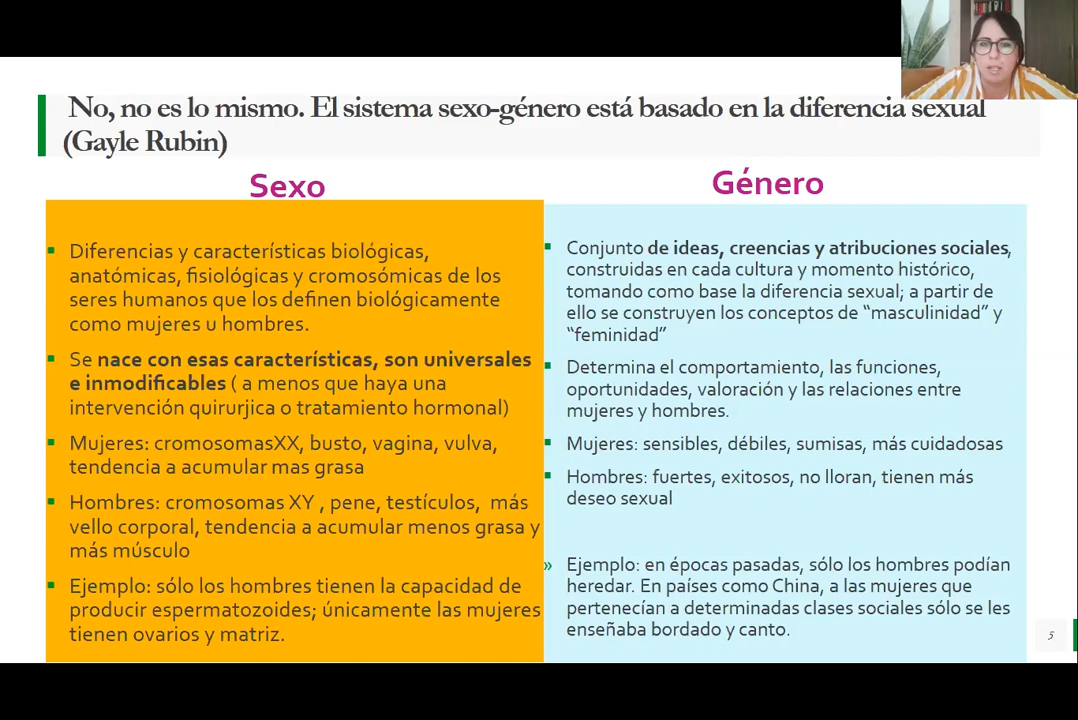 No, no es lo mismo. El sistema sexo-género está basado en la diferencia sexual
(Gayle Rubin)
Sexo
Diferencias y características biológicas,
anatómicas, fisiológicas y cromosómicas de los
seres humanos que los definen biológicamente
como mujeres u hombres.
Se nace con esas características, son universales
e inmodificables ( a menos que haya una
intervención quirurjica o tratamiento hormonal)
Mujeres: cromosomasXX, busto, vagina, vulva,
tendencia a acumular mas grasa
Hombres: cromosomas XY , pene, testículos, más
vello corporal, tendencia a acumular menos grasa y
más músculo
Ejemplo: sólo los hombres tienen la capacidad de
producir espermatozoides; únicamente las mujeres
tienen ovarios y matriz.
Género
Conjunto de ideas, creencias y atribuciones sociales,
construidas en cada cultura y momento histórico,
tomando como base la diferencia sexual; a partir de
ello se construyen los conceptos de “masculinidad” y
“feminidad”
Determina el comportamiento, las funciones,
oportunidades, valoración y las relaciones entre
mujeres y hombres.
Mujeres: sensibles, débiles, sumisas, más cuidadosas
Hombres: fuertes, exitosos, no lloran, tienen más
deseo sexual
» Ejemplo: en épocas pasadas, sólo los hombres podían
heredar. En países como China, a las mujeres que
pertenecían a determinadas clases sociales sólo se les
enseñaba bordado y canto.
5